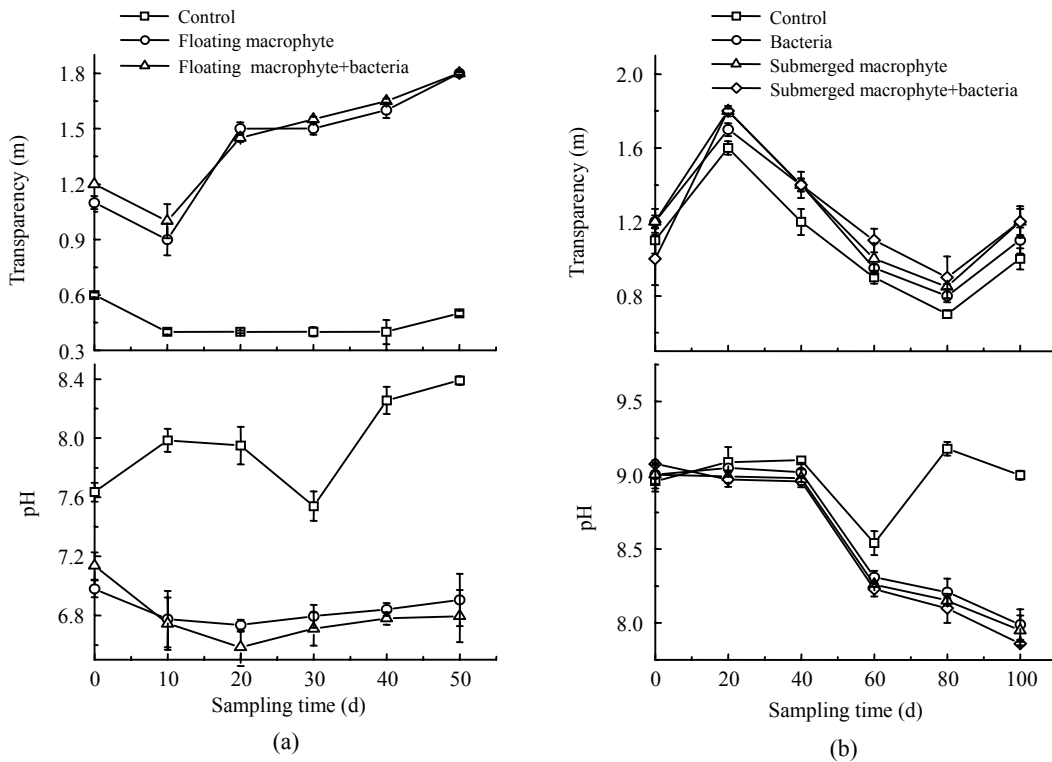 Control
Floating macrophyte
Floating macrophyte+bacteria
1.8
1.5
1.2
0.9
0.6
0.3
Transparency (m)
8.4
8.0
7.6
7.2
6.8
pH
0 10 20 30 40 50
Sampling time (d)
(a)
Control
Bacteria
Submerged macrophyte
Submerged macrophyte+bacteria
2.0
1.6
1.2
0.8
Transparency (m)
9.5
9.0
8.5
8.0
pH
0 20 40 60 80 100
Sampling time (d)
(b)